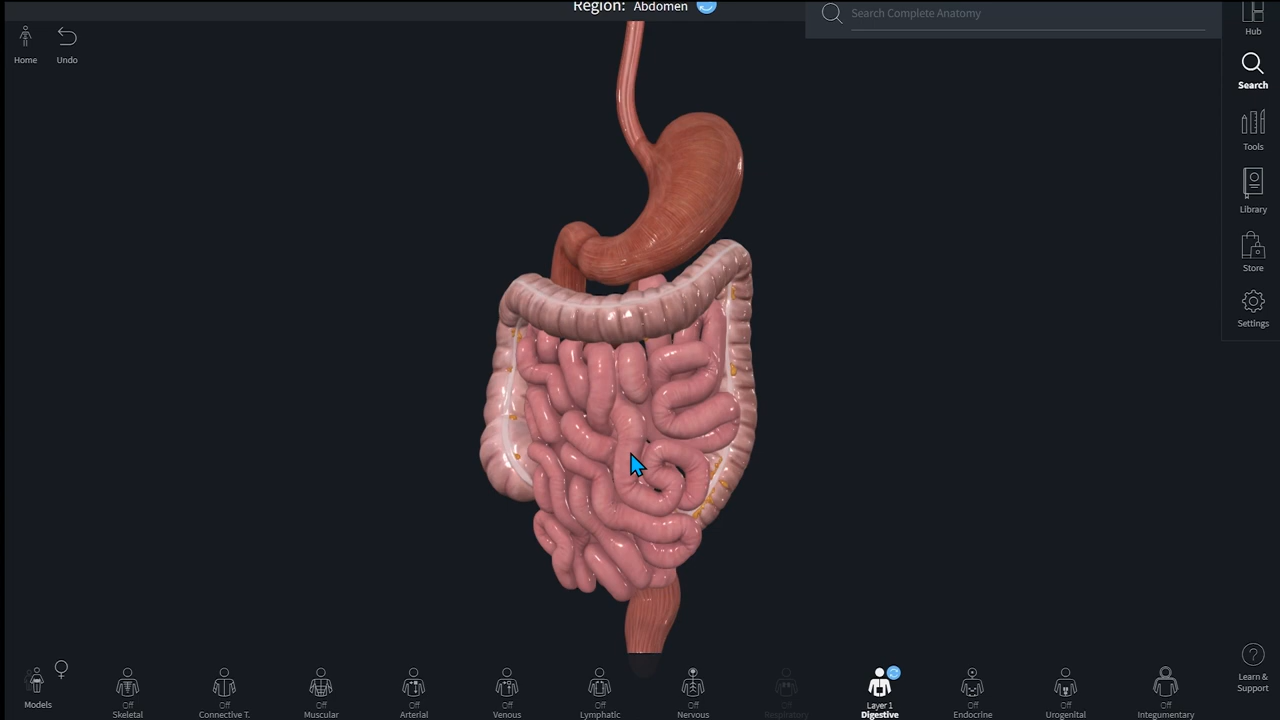 Region: Abdomen
Search Complete Anatomy
Hub
Home
Undo
Search
Tools
Library
Store
Settings
Learn &
Support
Models
Off
Skeletal
Off
Connective T.
Off
Muscular
Off
Arterial
Off
Venous
Off
Lymphatic
Off
Nervous
Off
Respiratory
Layer 1
Digestive
Off
Endocrine
Off
Urogenital
Off
Integumentary